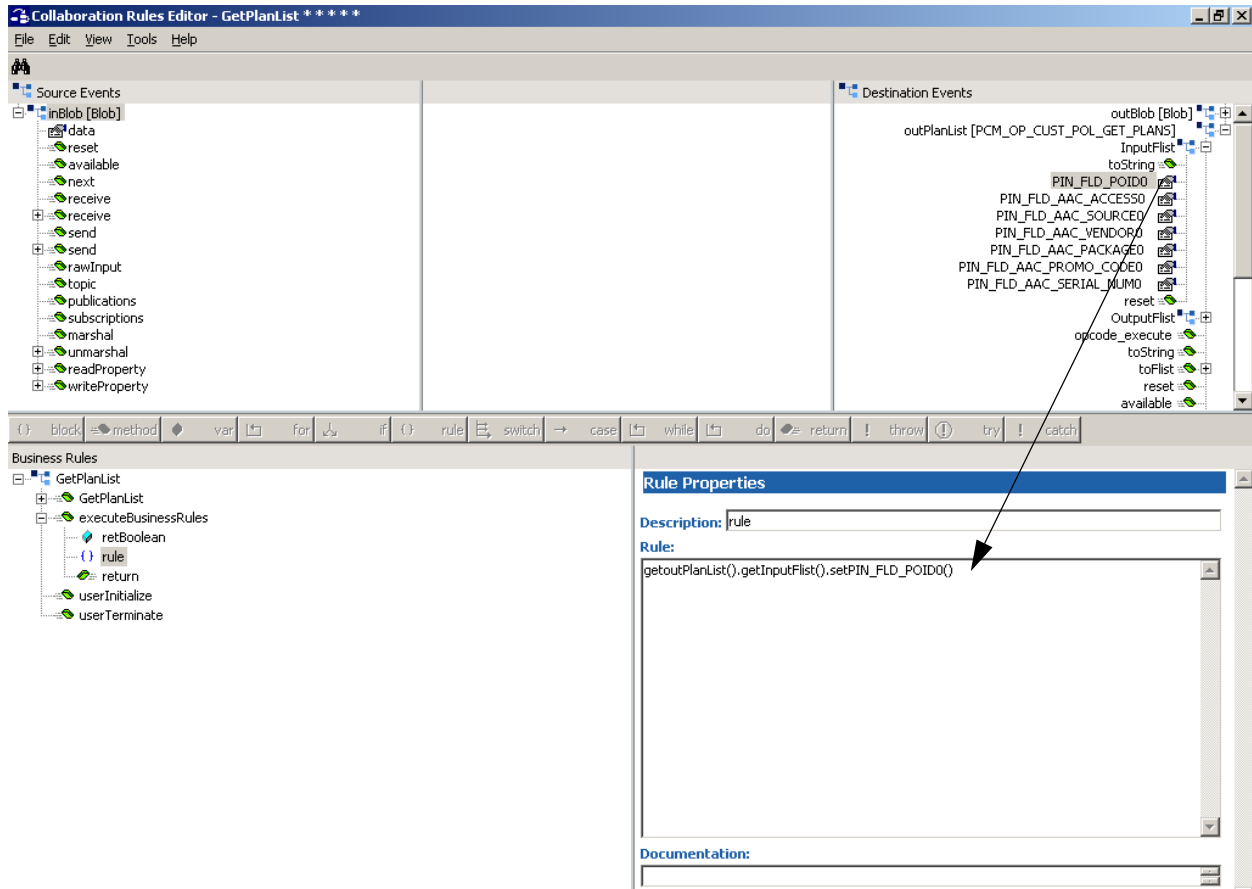 Collaboration Rules Editor - GetPlanList * * * * *
File Edit View Tools Help
Source Events
inBlob [Blob]
data
reset
available
next
receive
receive
send
send
rawInput
topic
publications
subscriptions
marshal
unmarshal
readProperty
writeProperty
Destination Events
outBlob [Blob]
outPlanList [PCM_OP_CUST_POL_GET_PLANS]
InputFlist
toString
PIN_FLD_POID0
PIN_FLD_AAC_ACCESS0
PIN_FLD_AAC_SOURCE0
PIN_FLD_AAC_VENDOR0
PIN_FLD_AAC_PACKAGE0
PIN_FLD_AAC_PROMO_CODE0
PIN_FLD_AAC_SERIAL_NUM0
reset
OutputFlist
opcode_execute
toString
toFlist
reset
available
block method var for if rule switch case while do return throw try catch
Business Rules
GetPlanList
GetPlanList
executeBusinessRules
retBoolean
rule
return
userInitialize
userTerminate
Rule Properties
Description: rule
Rule:
getoutPlanList().getInputFlist().setPIN_FLD_POID0()
Documentation: